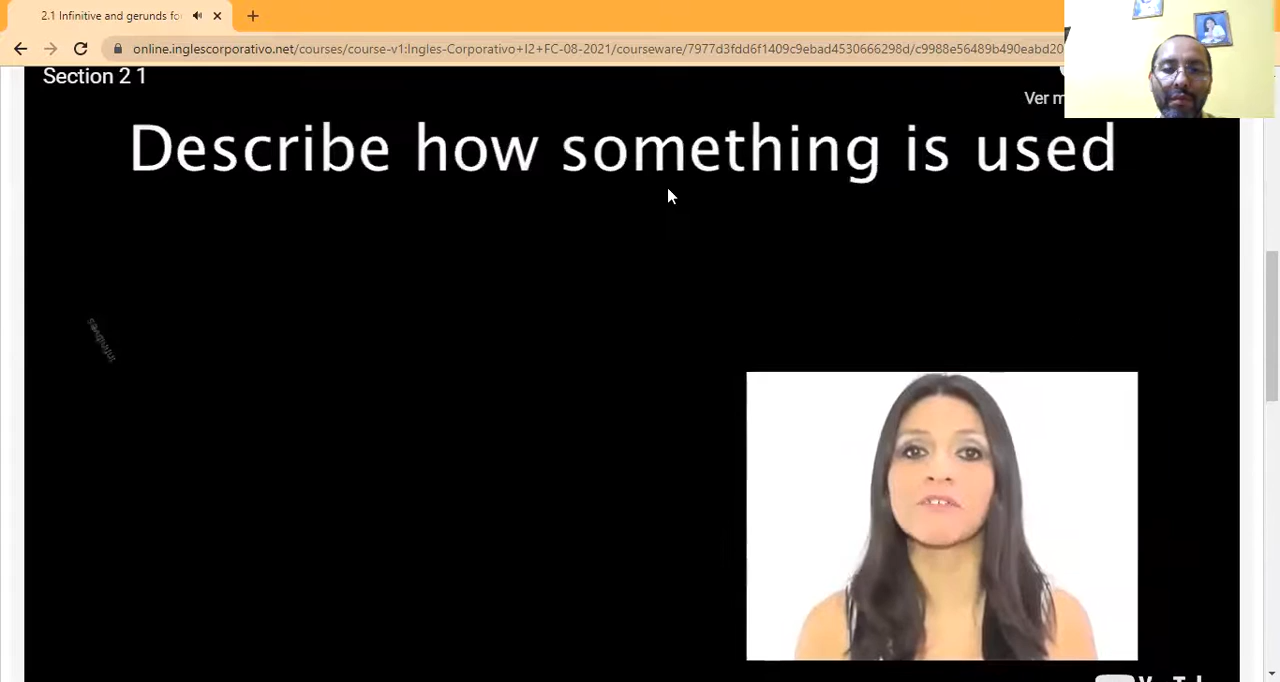 2.1 Infinitive and gerunds fo
online.inglescorporativo.net/courses/course-v1:Ingles-Corporativo+I2+FC-08-2021/courseware/7977d3fdd6f1409c9ebad4530666298d/c9988e56489b490eabd20
Section 2 1
Ver m
Describe how something is used
infinitives